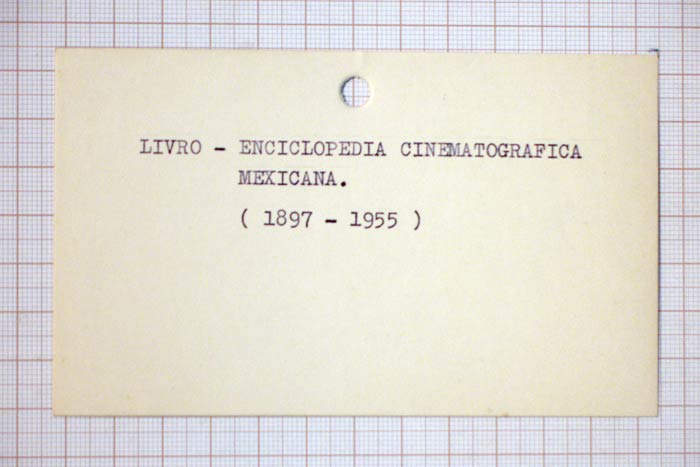 LIVRO - ENCICLOPEDIA CINEMATOGRAFICA
MEXICANA.
( 1897 - 1955 )